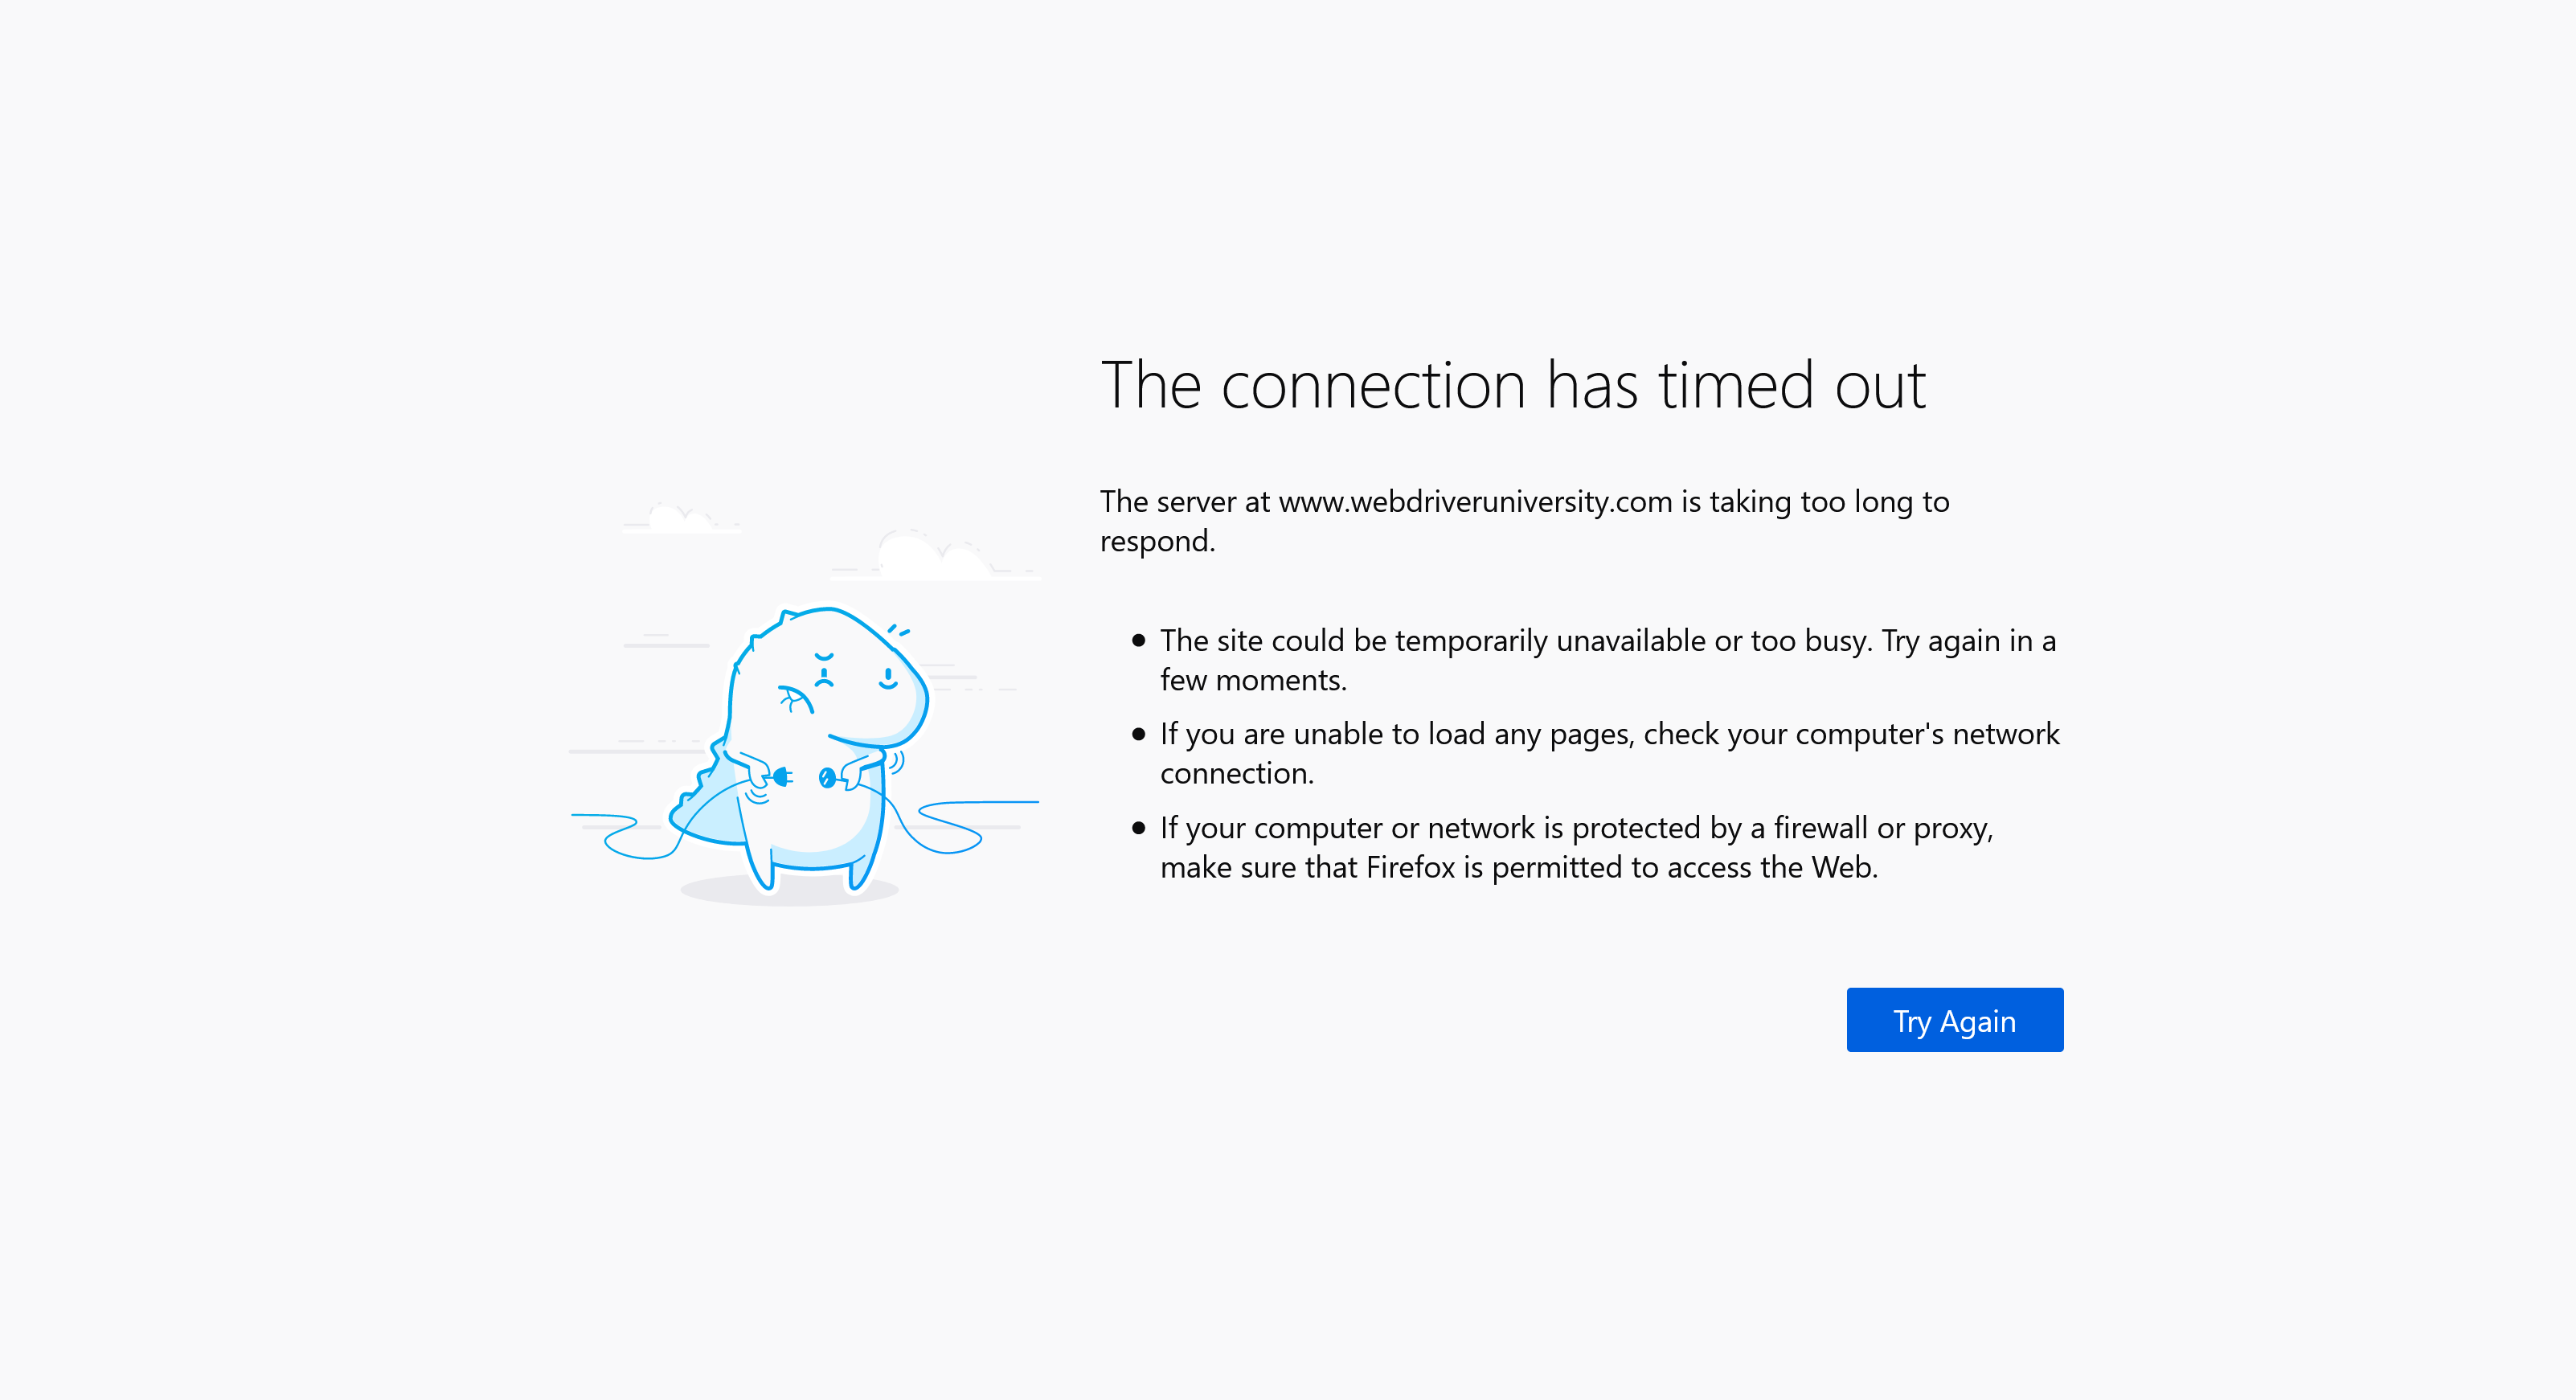 The connection has timed out
The server at www.webdriveruniversity.com is taking too long to
respond.
The site could be temporarily unavailable or too busy. Try again in a
few moments.
If you are unable to load any pages, check your computer's network
connection.
If your computer or network is protected by a firewall or proxy,
make sure that Firefox is permitted to access the Web.
Try Again